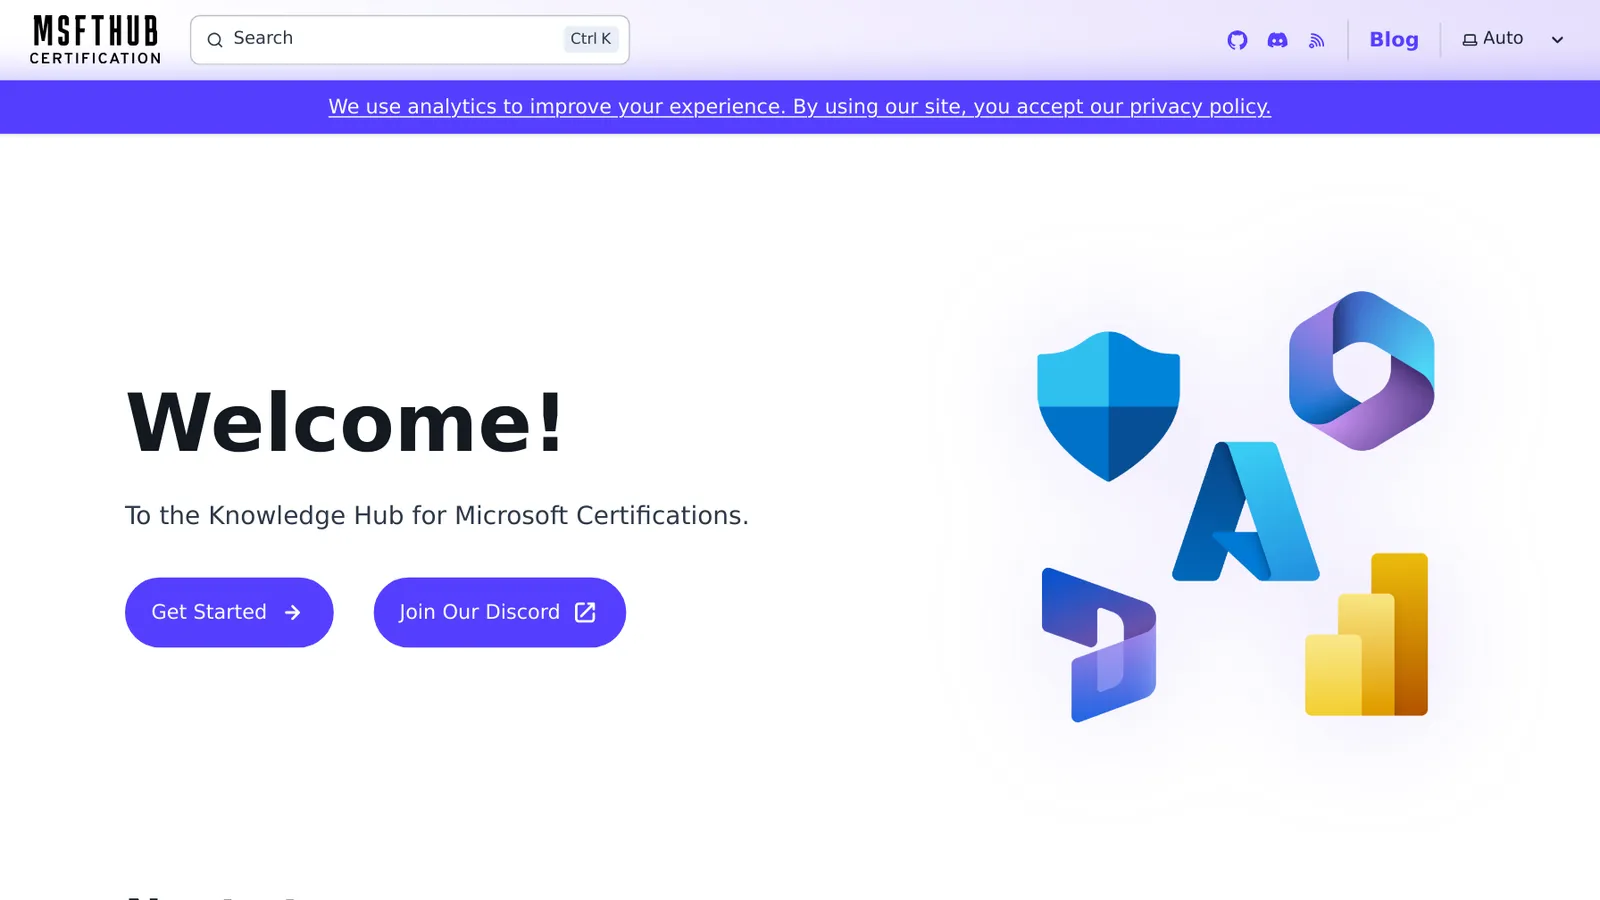 MSFTHUB
CERTIFICATION
Search
Ctrl K
Blog
Auto
We use analytics to improve your experience. By using our site, you accept our privacy policy.
Welcome!
To the Knowledge Hub for Microsoft Certifications.
Get Started
Join Our Discord